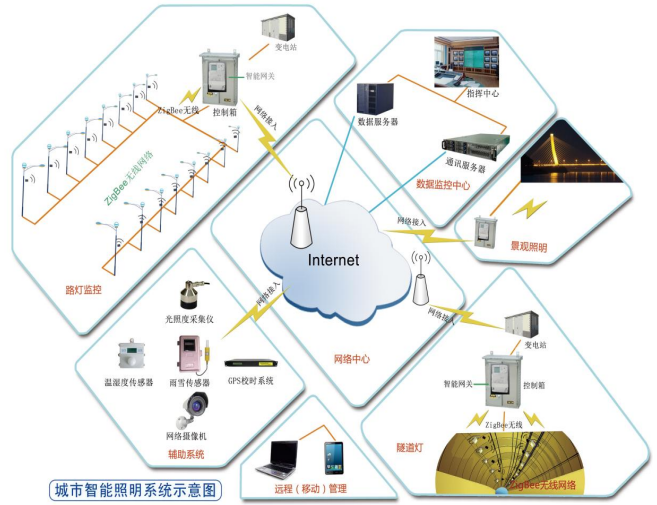 变电站
智能网关
控制箱
ZigBee无线
网络接入
ZigBee无线网络
路灯监控
指挥中心
数据服务器
通讯服务器
数据监控中心
网络接入
景观照明
Internet
网络接入
网络接入
网络中心
光照度采集仪
温湿度传感器
雨雪传感器
GPS校时系统
网络摄像机
辅助系统
变电站
智能网关
控制箱
ZigBee无线
隧道灯
ZigBee无线网络
远程（移动）管理
城市智能照明系统示意图